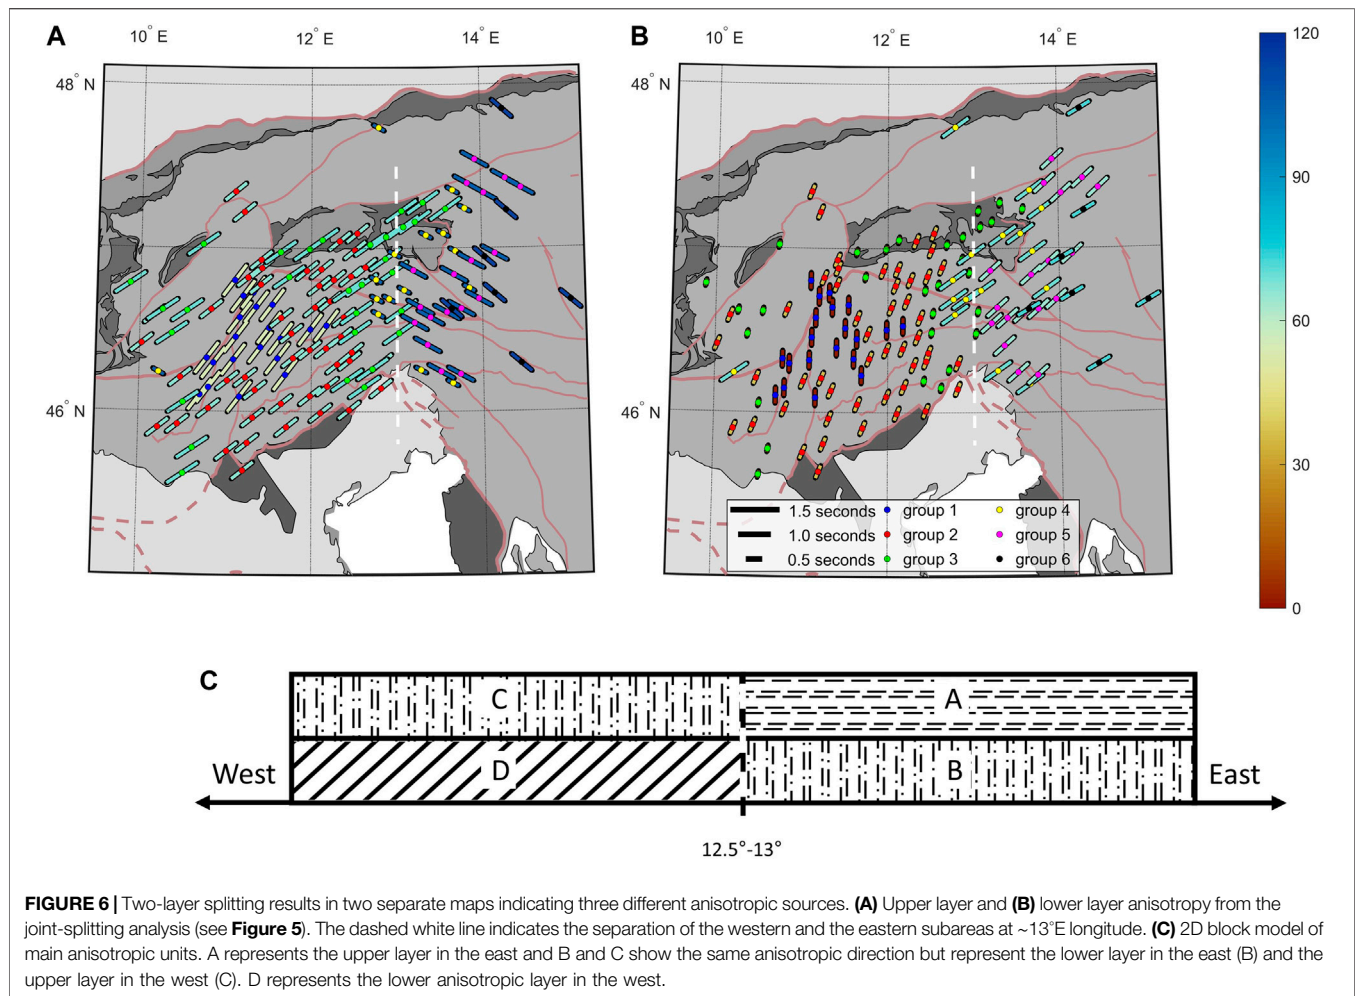 A
10° E
12° E
14° E
48° N
46° N
B
10° E
12° E
14° E
1.5 seconds
1.0 seconds
0.5 seconds
group 1
group 2
group 3
group 4
group 5
group 6
120
90
60
30
0
C
C
A
D
B
West
East
12.5°-13°
FIGURE 6 | Two-layer splitting results in two separate maps indicating three different anisotropic sources. (A) Upper layer and (B) lower layer anisotropy from the
joint-splitting analysis (see Figure 5). The dashed white line indicates the separation of the western and the eastern subareas at ~13°E longitude. (C) 2D block model of
main anisotropic units. A represents the upper layer in the east and B and C show the same anisotropic direction but represent the lower layer in the east (B) and the
upper layer in the west (C). D represents the lower anisotropic layer in the west.